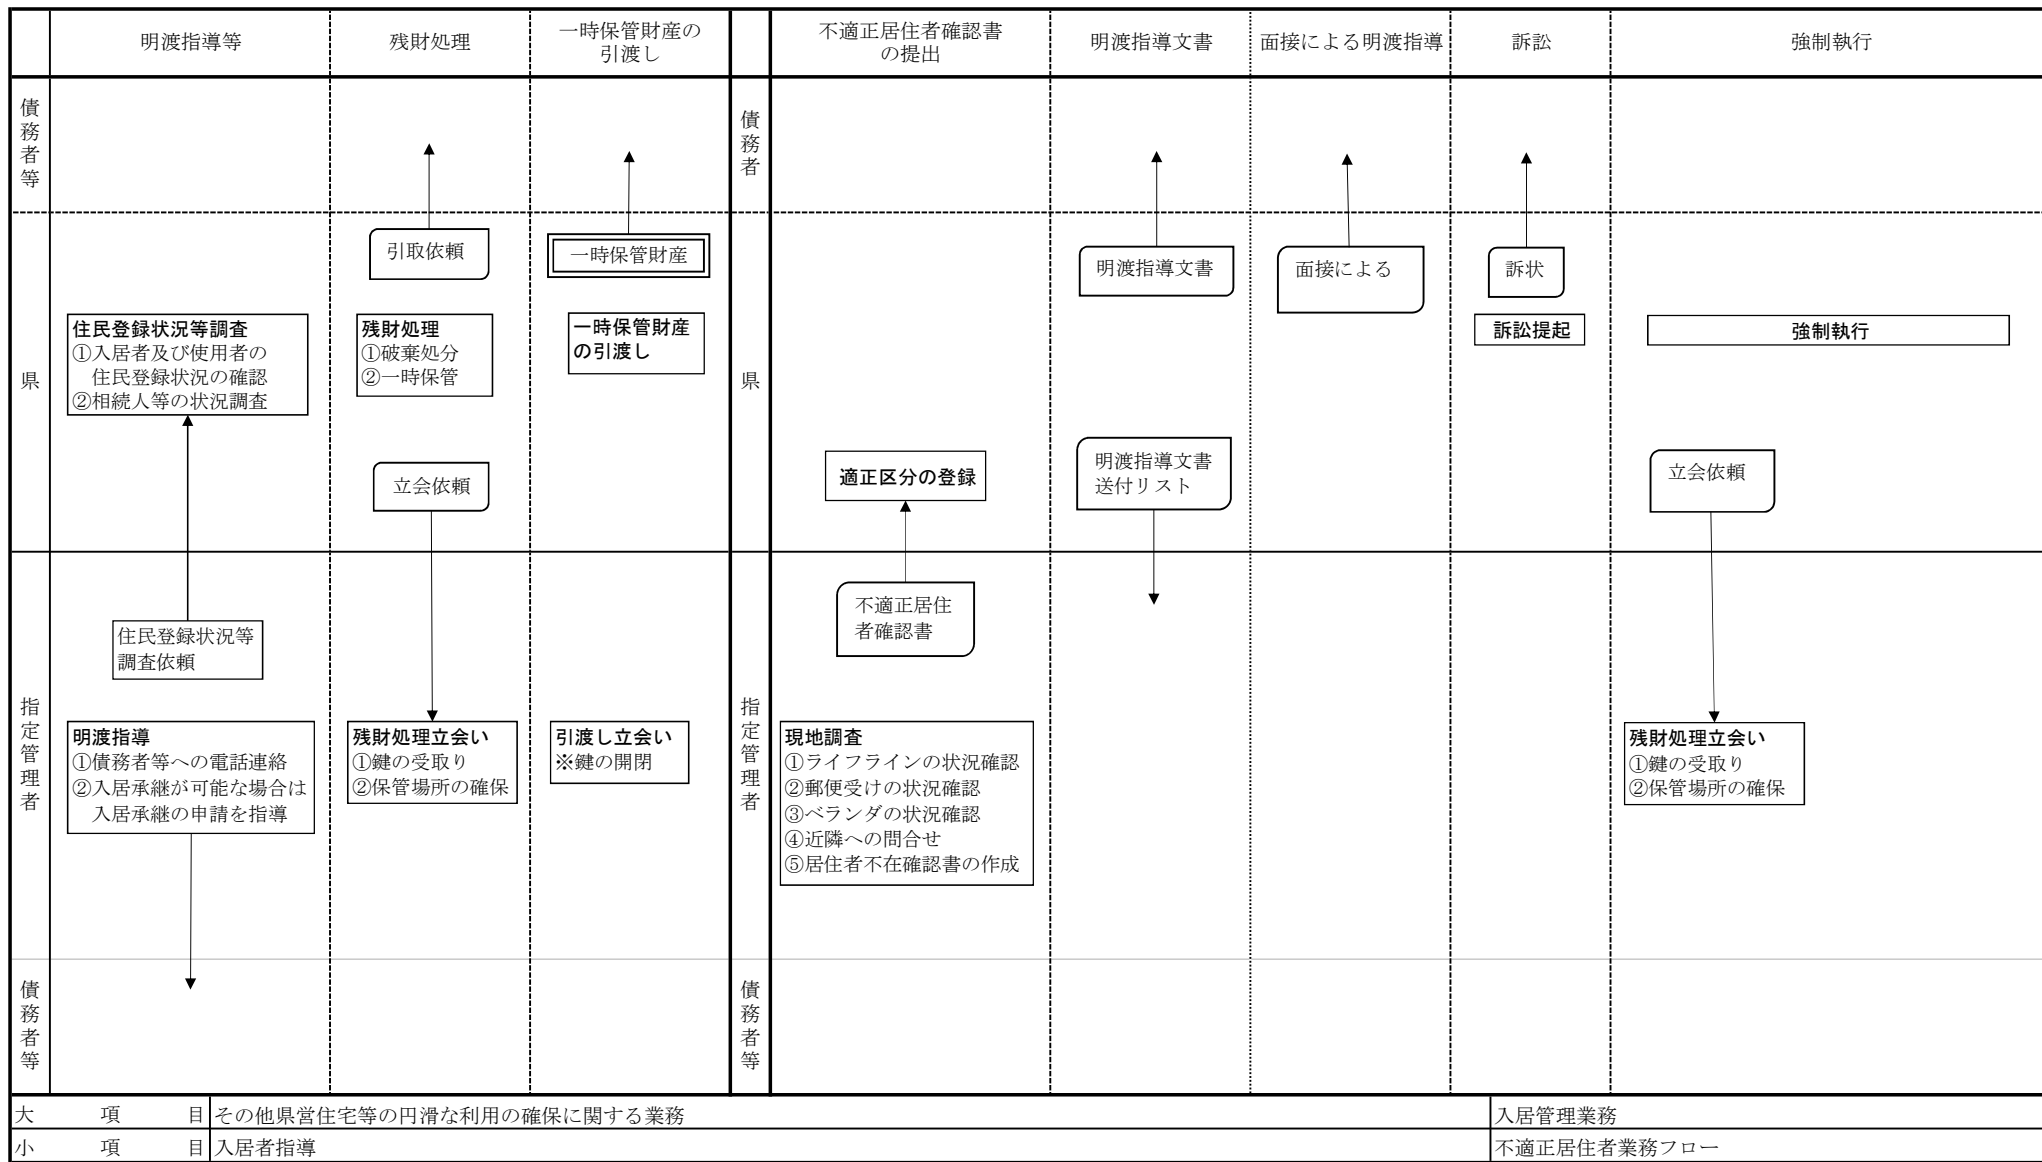 明渡指導等
残財処理
一時保管財産の
引渡し
不適正居住者確認書
の提出
明渡指導文書
面接による明渡指導
訴訟
強制執行
債務者等
引取依頼
一時保管財産
県
住民登録状況等調査
①入居者及び使用者の
住民登録状況の確認
②相続人等の状況調査
残財処理
①破棄処分
②一時保管
一時保管財産
の引渡し
立会依頼
指定管理者
住民登録状況等
調査依頼
明渡指導
①債務者等への電話連絡
②入居承継が可能な場合は
入居承継の申請を指導
残財処理立会い
①鍵の受取り
②保管場所の確保
引渡し立会い
※鍵の開閉
債務者等
債務者
明渡指導文書
面接による
訴状
県
訴訟提起
強制執行
適正区分の登録
明渡指導文書
送付リスト
立会依頼
指定管理者
不適正居住
者確認書
現地調査
①ライフラインの状況確認
②郵便受けの状況確認
③ベランダの状況確認
④近隣への問合せ
⑤居住者不在確認書の作成
残財処理立会い
①鍵の受取り
②保管場所の確保
債務者等
大項目 その他県営住宅等の円滑な利用の確保に関する業務 入居管理業務
小項目 入居者指導 不適正居住者業務フロー